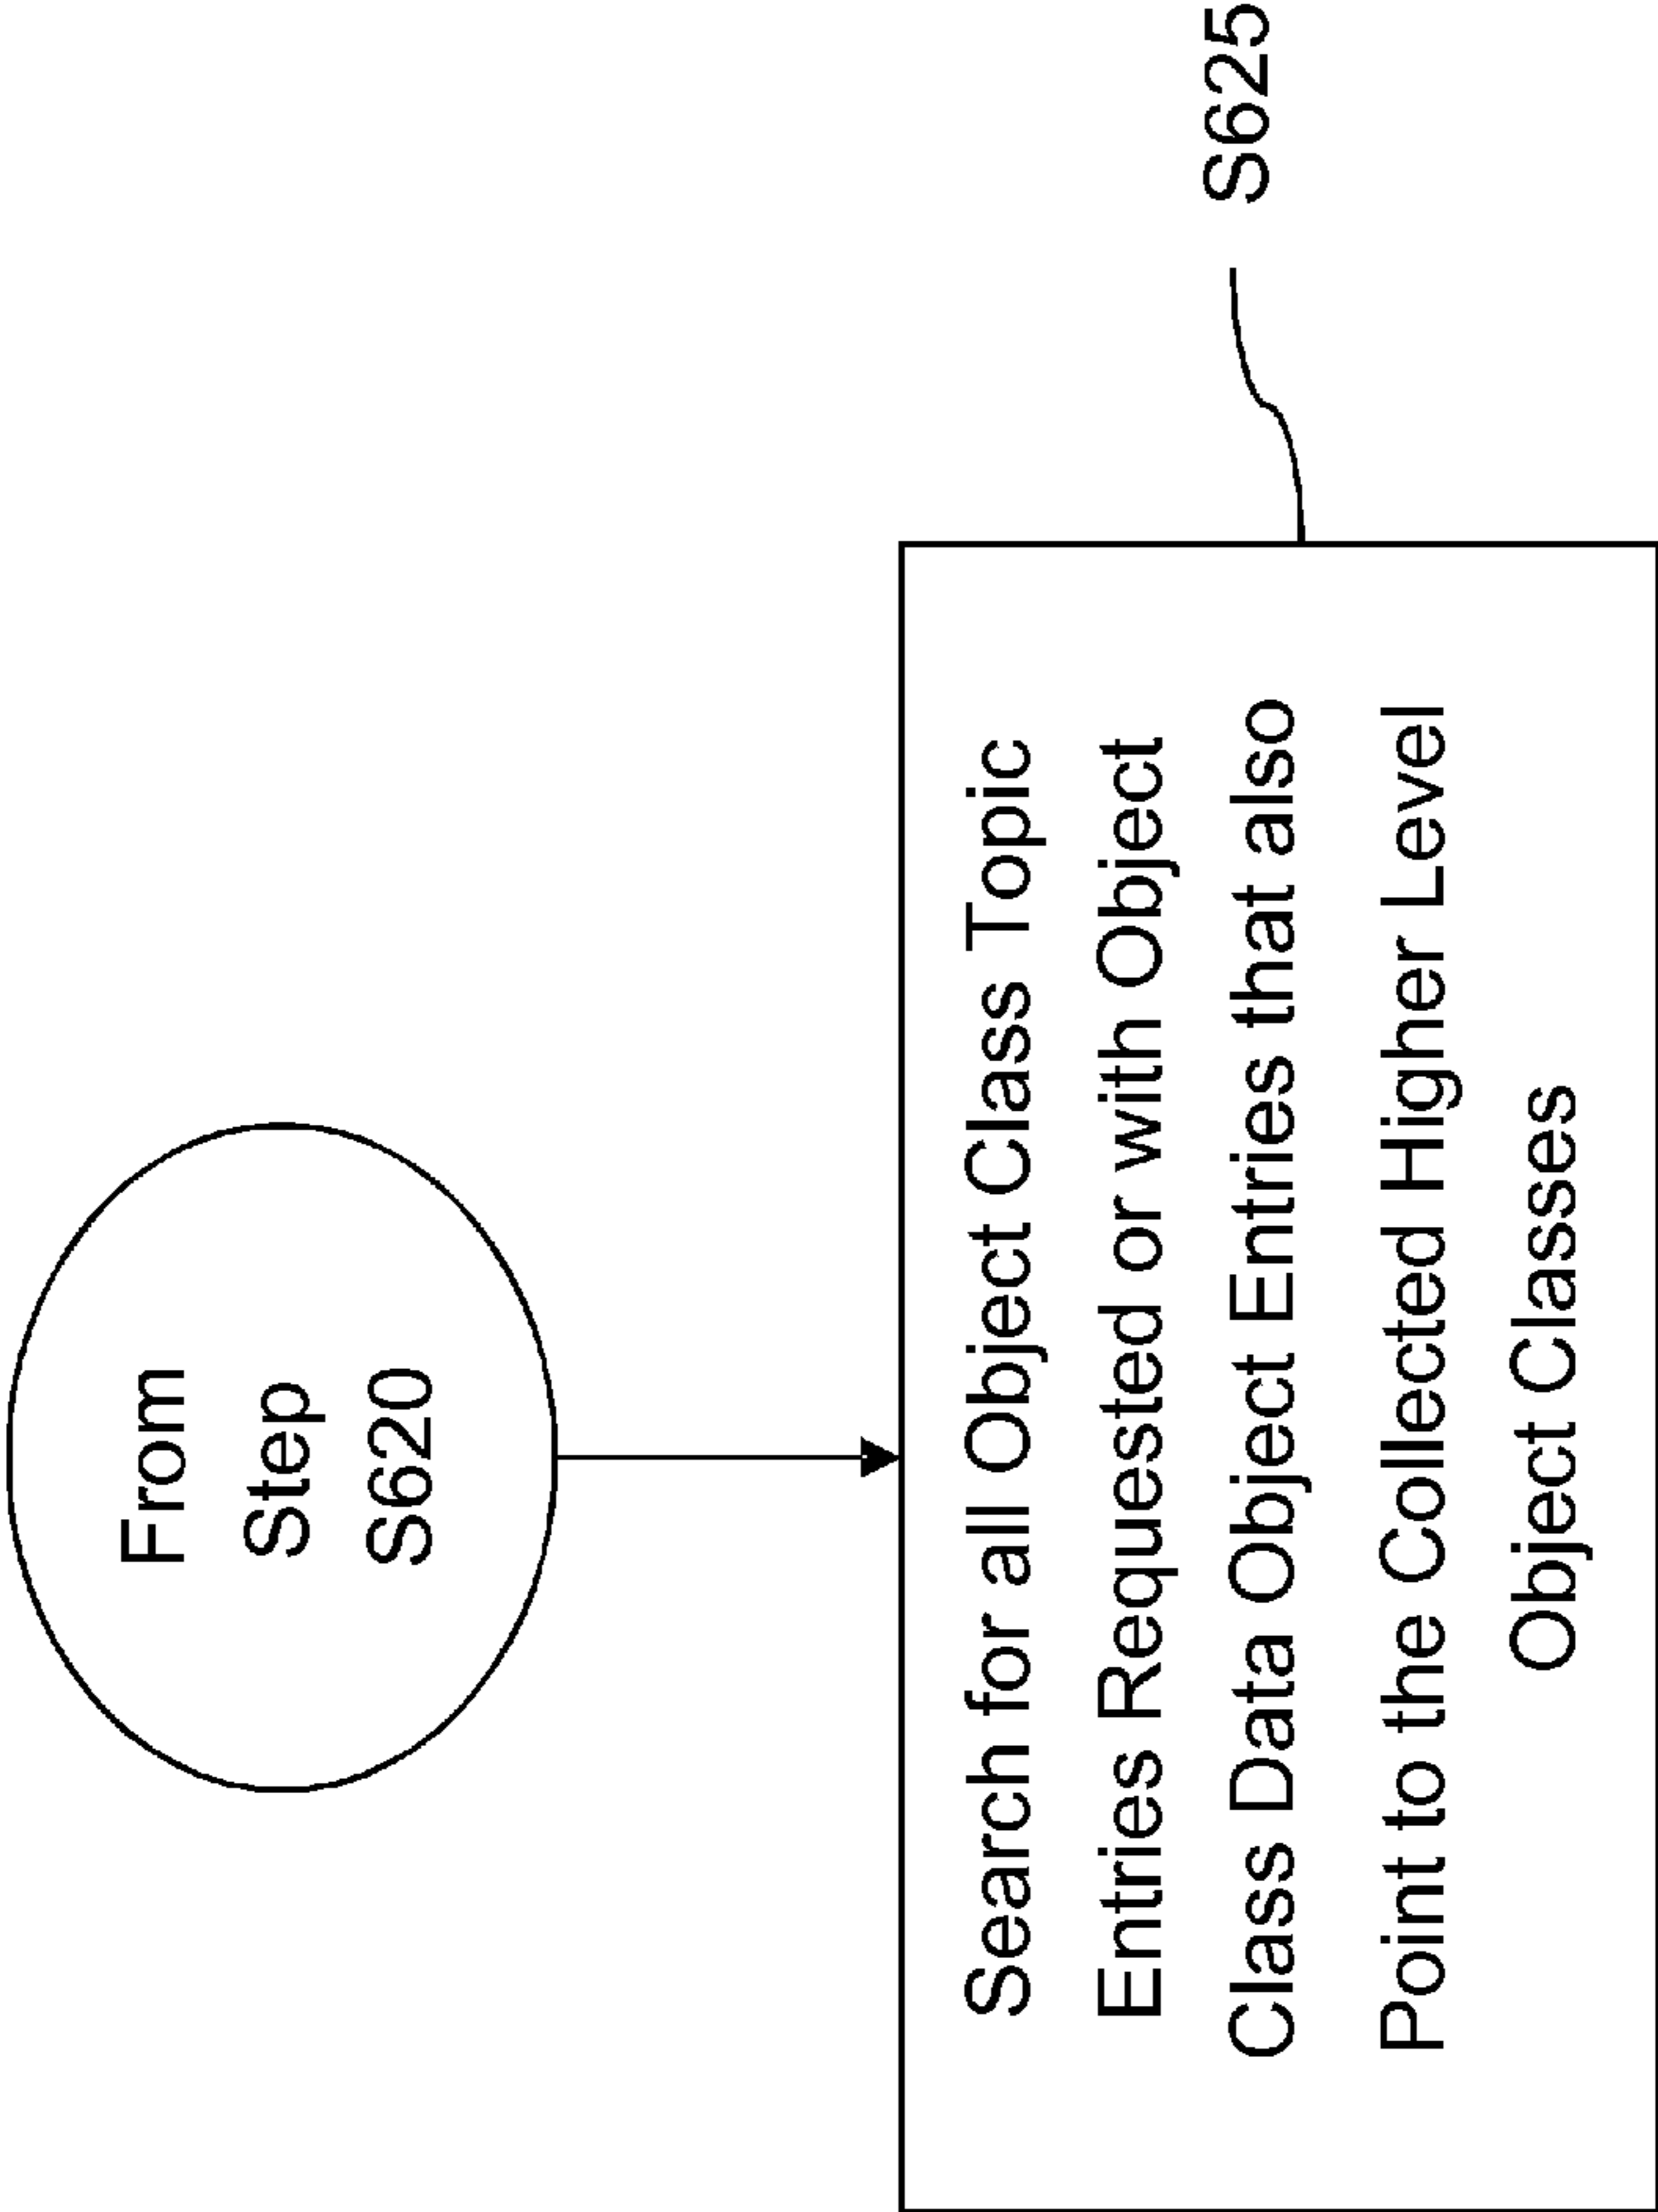 From
Step
S620
Search for all Object Class Topic
Entries Requested or with Object
Class Data Object Entries that also
Point to the Collected Higher Level
Object Classes
S625